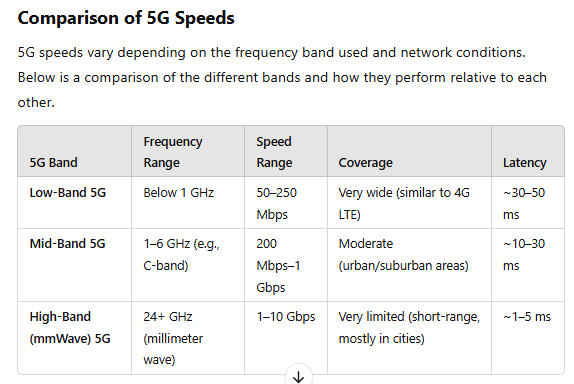 Comparison of 5G Speeds
5G speeds vary depending on the frequency band used and network conditions.
Below is a comparison of the different bands and how they perform relative to each
other.
5G Band
Frequency
Range
Speed
Range
Coverage
Latency
Low-Band 5G
Below 1 GHz
50–250
Mbps
Very wide (similar to 4G
LTE)
~30–50
ms
Mid-Band 5G
1–6 GHz (e.g.,
C-band)
200
Mbps–1
Gbps
Moderate
(urban/suburban areas)
~10–30
ms
High-Band
(mmWave) 5G
24+ GHz
(millimeter
wave)
1–10 Gbps
Very limited (short-range,
mostly in cities)
~1–5 ms